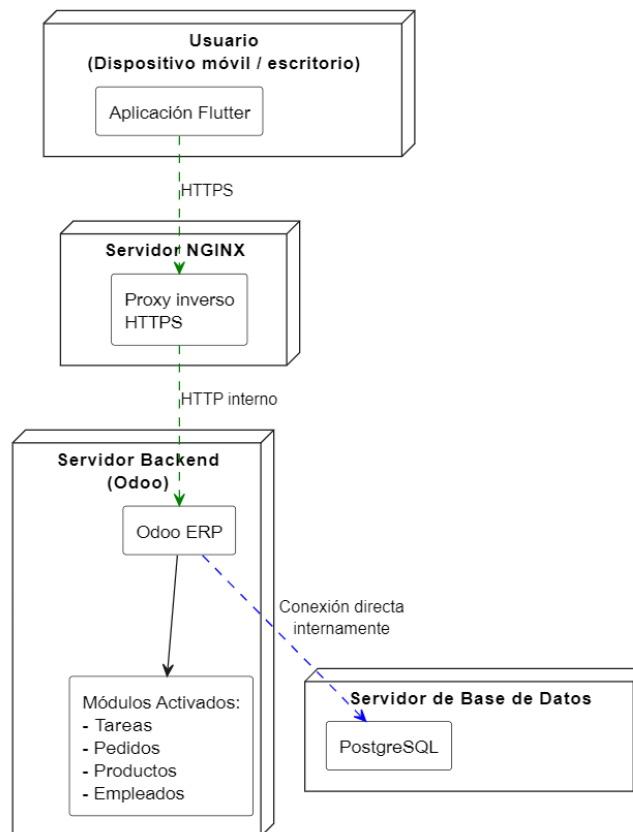 Usuario
(Dispositivo móvil / escritorio)
Aplicación Flutter
HTTPS
Servidor NGINX
Proxy inverso
HTTPS
HTTP interno
Servidor Backend
(Odoo)
Odoo ERP
Conexión directa
internamente
Módulos Activados:
- Tareas
- Pedidos
- Productos
- Empleados
Servidor de Base de Datos
PostgreSQL